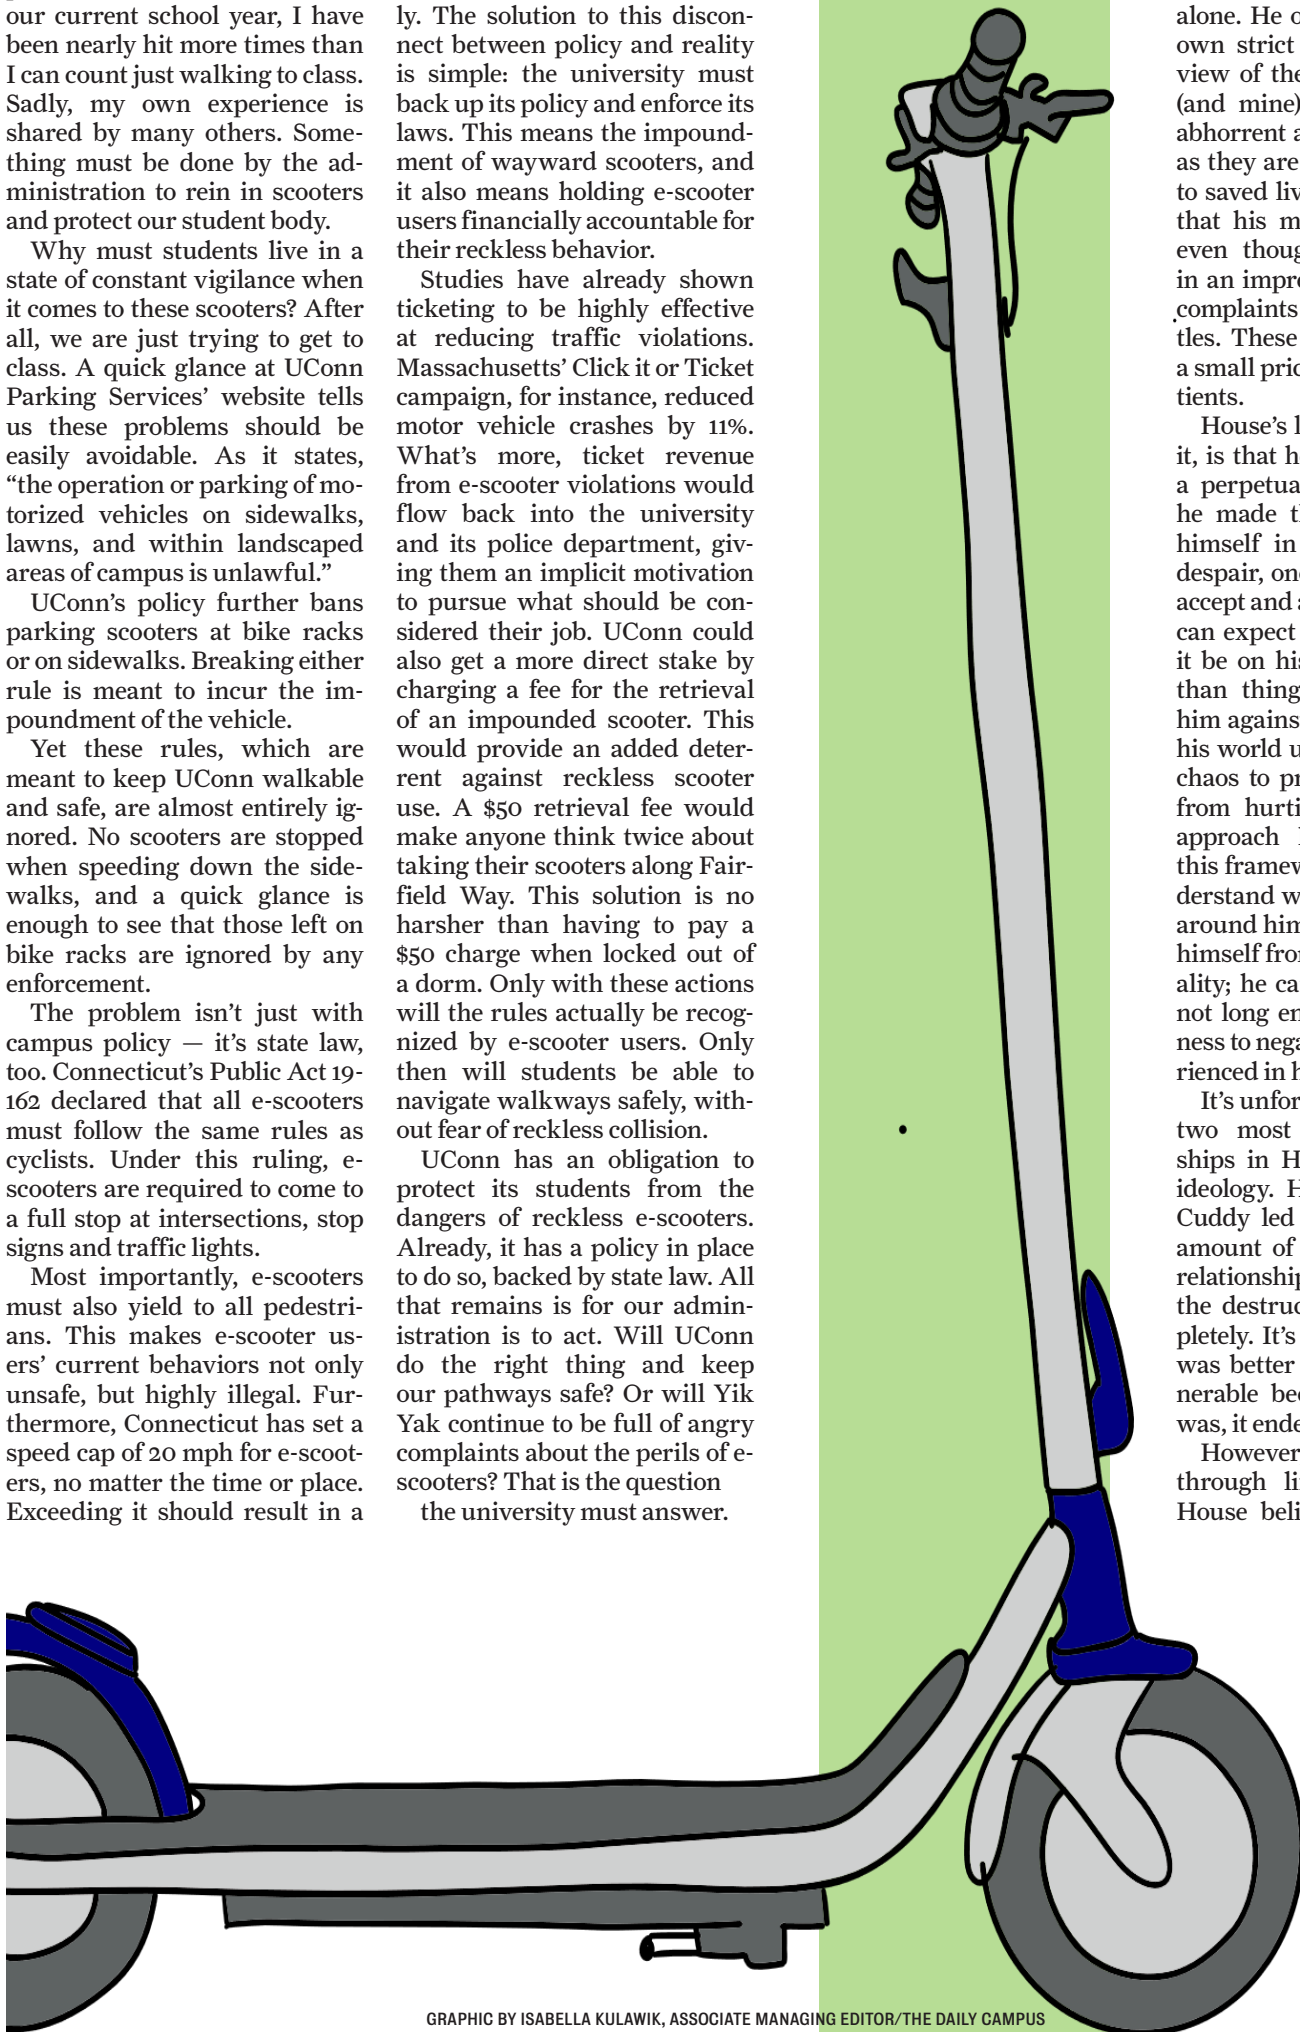 our current school year, I have
been nearly hit more times than
I can count just walking to class.
Sadly, my own experience is
shared by many others. Some-
thing must be done by the ad-
ministration to rein in scooters
and protect our student body.
Why must students live in a
state of constant vigilance when
it comes to these scooters? After
all, we are just trying to get to
class. A quick glance at UConn
Parking Services’ website tells
us these problems should be
easily avoidable. As it states,
“the operation or parking of mo-
torized vehicles on sidewalks,
lawns, and within landscaped
areas of campus is unlawful.”
UConn’s policy further bans
parking scooters at bike racks
or on sidewalks. Breaking either
rule is meant to incur the im-
poundment of the vehicle.
Yet these rules, which are
meant to keep UConn walkable
and safe, are almost entirely ig-
nored. No scooters are stopped
when speeding down the side-
walks, and a quick glance is
enough to see that those left on
bike racks are ignored by any
enforcement.
The problem isn’t just with
campus policy — it’s state law,
too. Connecticut’s Public Act 19-
162 declared that all e-scooters
must follow the same rules as
cyclists. Under this ruling, e-
scooters are required to come to
a full stop at intersections, stop
signs and traffic lights.
Most importantly, e-scooters
must also yield to all pedestri-
ans. This makes e-scooter us-
ers’ current behaviors not only
unsafe, but highly illegal. Fur-
thermore, Connecticut has set a
speed cap of 20 mph for e-scoot-
ers, no matter the time or place.
Exceeding it should result in a
ly. The solution to this discon-
nect between policy and reality
is simple: the university must
back up its policy and enforce its
laws. This means the impound-
ment of wayward scooters, and
it also means holding e-scooter
users financially accountable for
their reckless behavior.
Studies have already shown
ticketing to be highly effective
at reducing traffic violations.
Massachusetts’ Click it or Ticket
campaign, for instance, reduced
motor vehicle crashes by 11%.
What’s more, ticket revenue
from e-scooter violations would
flow back into the university
and its police department, giv-
ing them an implicit motivation
to pursue what should be con-
sidered their job. UConn could
also get a more direct stake by
charging a fee for the retrieval
of an impounded scooter. This
would provide an added deter-
rent against reckless scooter
use. A $50 retrieval fee would
make anyone think twice about
taking their scooters along Fair-
field Way. This solution is no
harsher than having to pay a
$50 charge when locked out of
a dorm. Only with these actions
will the rules actually be recog-
nized by e-scooter users. Only
then will students be able to
navigate walkways safely, with-
out fear of reckless collision.
UConn has an obligation to
protect its students from the
dangers of reckless e-scooters.
Already, it has a policy in place
to do so, backed by state law. All
that remains is for our admin-
istration is to act. Will UConn
do the right thing and keep
our pathways safe? Or will Yik
Yak continue to be full of angry
complaints about the perils of e-
scooters? That is the question
the university must answer.
alone. He
own strict
view of the
(and mine)
abhorrent
as they are
to saved
that his
even
in an
complaints
tles. These
a small
tients.
House’s
it, is that
a
he made
himself in
despair,
accept and
can expect
it be on his
than
him against
his world
chaos to
from
approach
this
derstand
around him
himself
ality; he
not long
ness to
rienced in
It’s
two most
ships in
ideology.
Cuddy led
amount of
relationship
the
pletely. It’s
was better
nerable
was, it
However
through
House
GRAPHIC BY ISABELLA KULAWIK, ASSOCIATE MANAGING EDITOR/THE DAILY CAMPUS